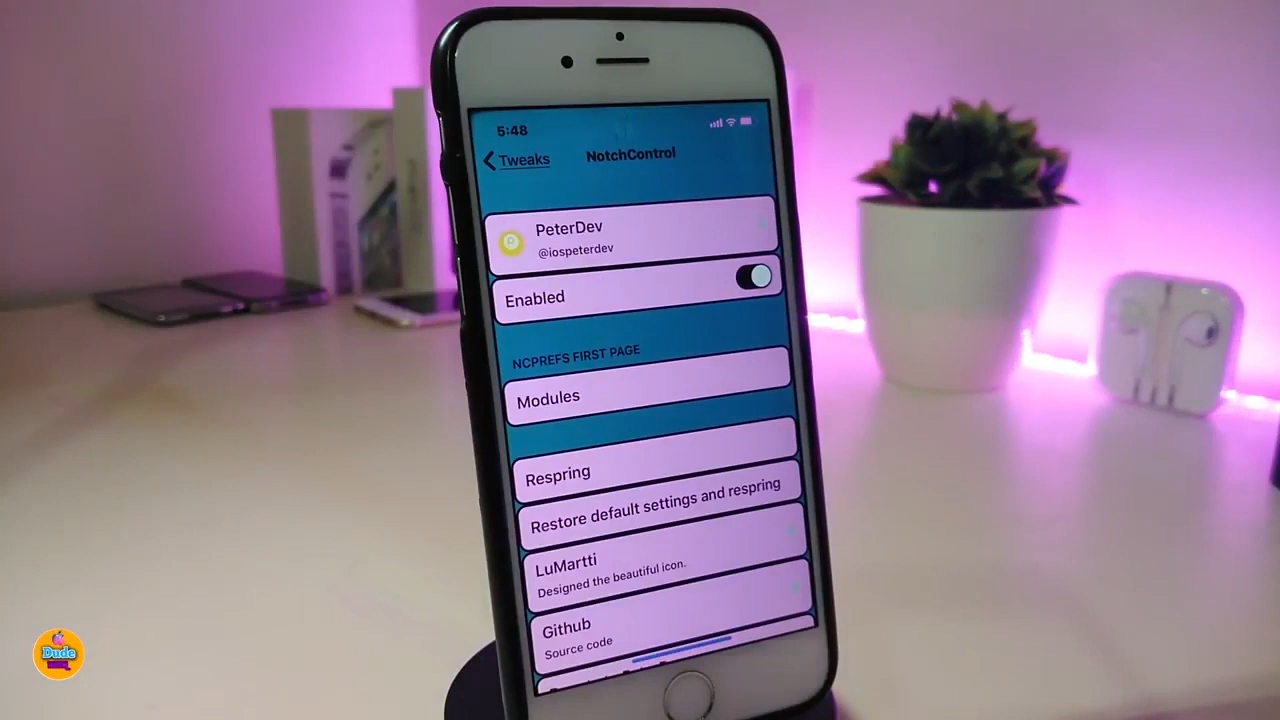 5:48
Tweaks
NotchControl
PeterDev
@iospeterdev
Enabled
NCPREFS FIRST PAGE
Modules
Respring
Restore default settings and respring
LuMartti
Designed the beautiful icon.
Github
Source code
Dude